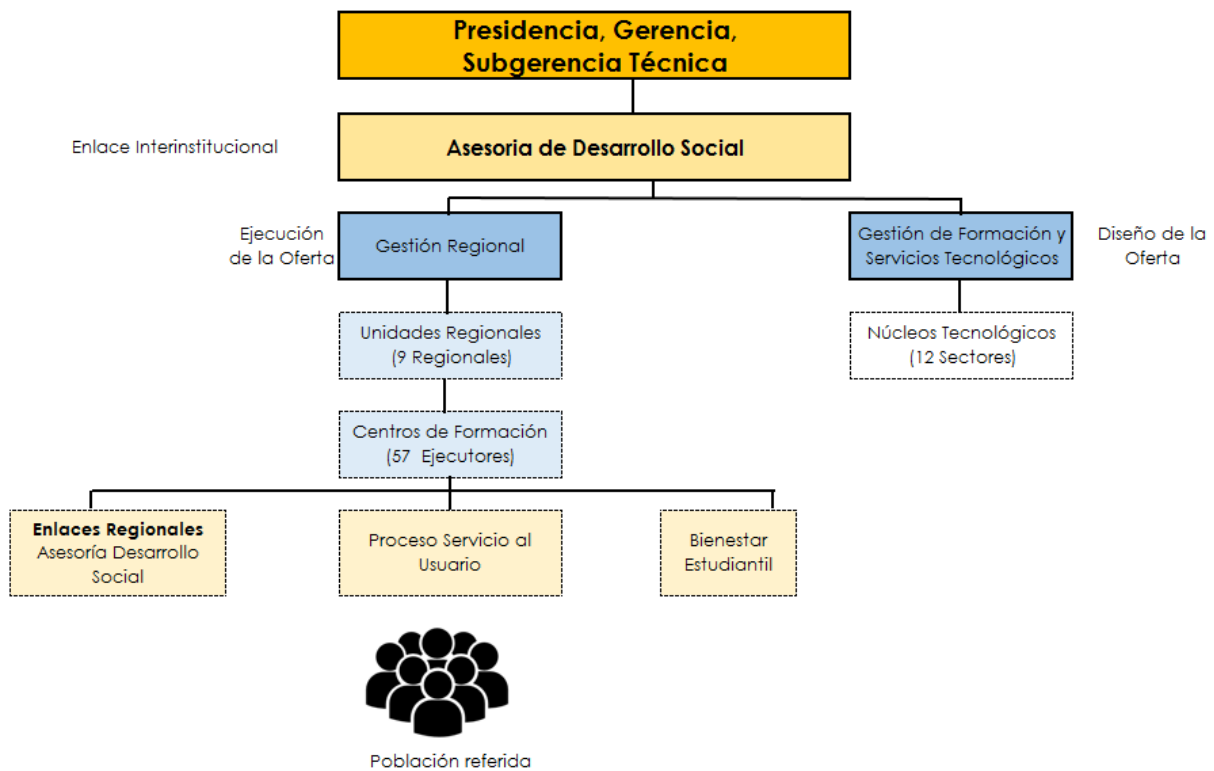 Presidencia, Gerencia,
Subgerencia Técnica
Enlace Interinstitucional
Asesoria de Desarrollo Social
Ejecución
de la Oferta
Gestión Regional
Gestión de Formación y
Servicios Tecnológicos
Diseño de la
Oferta
Unidades Regionales
(9 Regionales)
Núcleos Tecnológicos
(12 Sectores)
Centros de Formación
(57 Ejecutores)
Enlaces Regionales
Asesoría Desarrollo
Social
Proceso Servicio al
Usuario
Bienestar
Estudiantil
Población referida